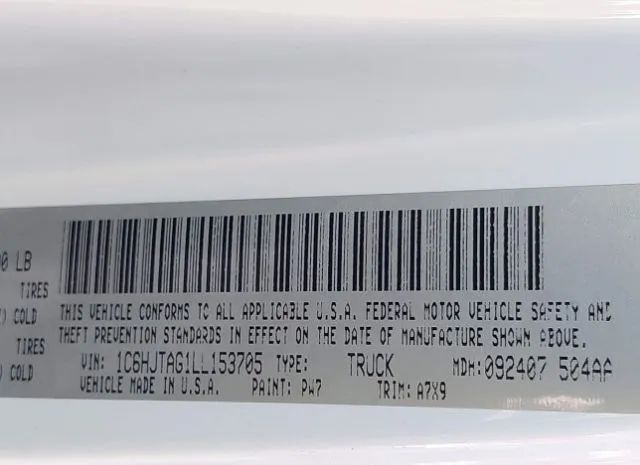 0 LB
TIRES
) COLD
THIS VEHICLE CONFORMS TO ALL APPLICABLE U.S.A. FEDERAL MOTOR VEHICLE SAFETY AND
TIRES
THEFT PREVENTION STANDARDS IN EFFECT ON THE DATE OF MANUFACTURE SHOWN ABOVE.
) COLD
VIN: 1C6HJTAG1LL153705 TYPE: TRUCK MDH:092407 504AA
VEHICLE MADE IN U.S.A. PAINT: PW7 TRIM: A7X9